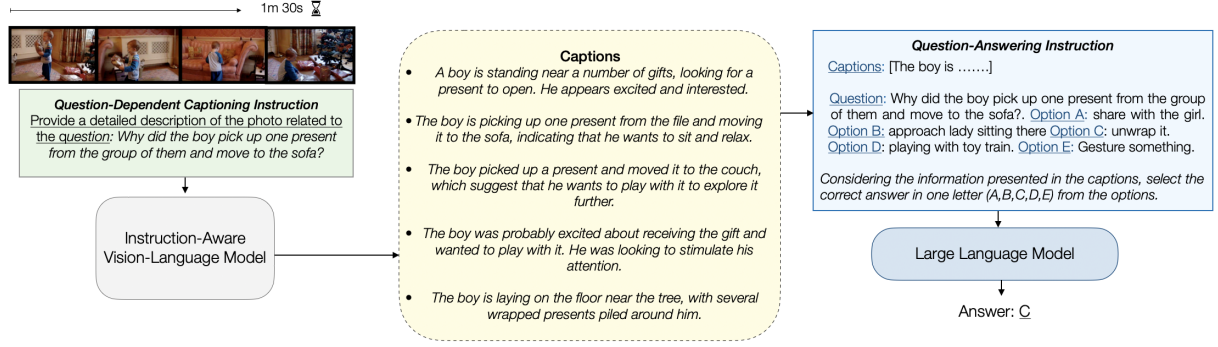 1m 30s
Question-Dependent Captioning Instruction
Provide a detailed description of the photo related to
the question: Why did the boy pick up one present
from the group of them and move to the sofa?
Instruction-Aware
Vision-Language Model
Captions
• A boy is standing near a number of gifts, looking for a
present to open. He appears excited and interested.
• The boy is picking up one present from the file and moving
it to the sofa, indicating that he wants to sit and relax.
• The boy picked up a present and moved it to the couch,
which suggest that he wants to play with it to explore it
further.
• The boy was probably excited about receiving the gift and
wanted to play with it. He was looking to stimulate his
attention.
• The boy is laying on the floor near the tree, with several
wrapped presents piled around him.
Question-Answering Instruction
Captions: [The boy is .......]
Question: Why did the boy pick up one present from the group
of them and move to the sofa?. Option A: share with the girl.
Option B: approach lady sitting there Option C: unwrap it.
Option D: playing with toy train. Option E: Gesture something.
Considering the information presented in the captions, select the
correct answer in one letter (A,B,C,D,E) from the options.
Large Language Model
Answer: C